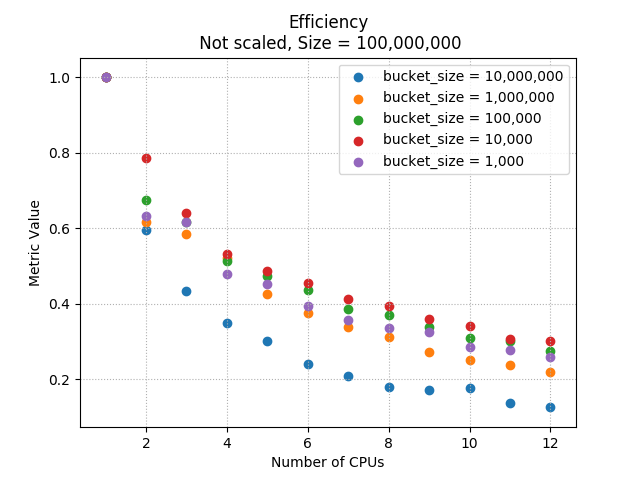 Efficiency
Not scaled, Size = 100,000,000
Metric Value
1.0
0.8
0.6
0.4
0.2
bucket_size = 10,000,000
bucket_size = 1,000,000
bucket_size = 100,000
bucket_size = 10,000
bucket_size = 1,000
2 4 6 8 10 12
Number of CPUs